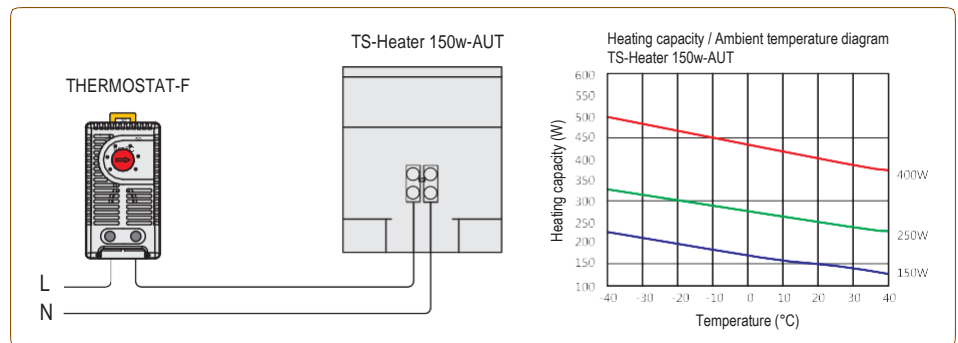 TS-Heater 150w-AUT
THERMOSTAT-F
L
N
Heating capacity / Ambient temperature diagram
TS-Heater 150w-AUT
Heating capacity (W)
600
550
500
450
400
350
300
250
200
150
100
400W
250W
150W
-40 -30 -20 -10 0 10 20 30 40
Temperature (°C)